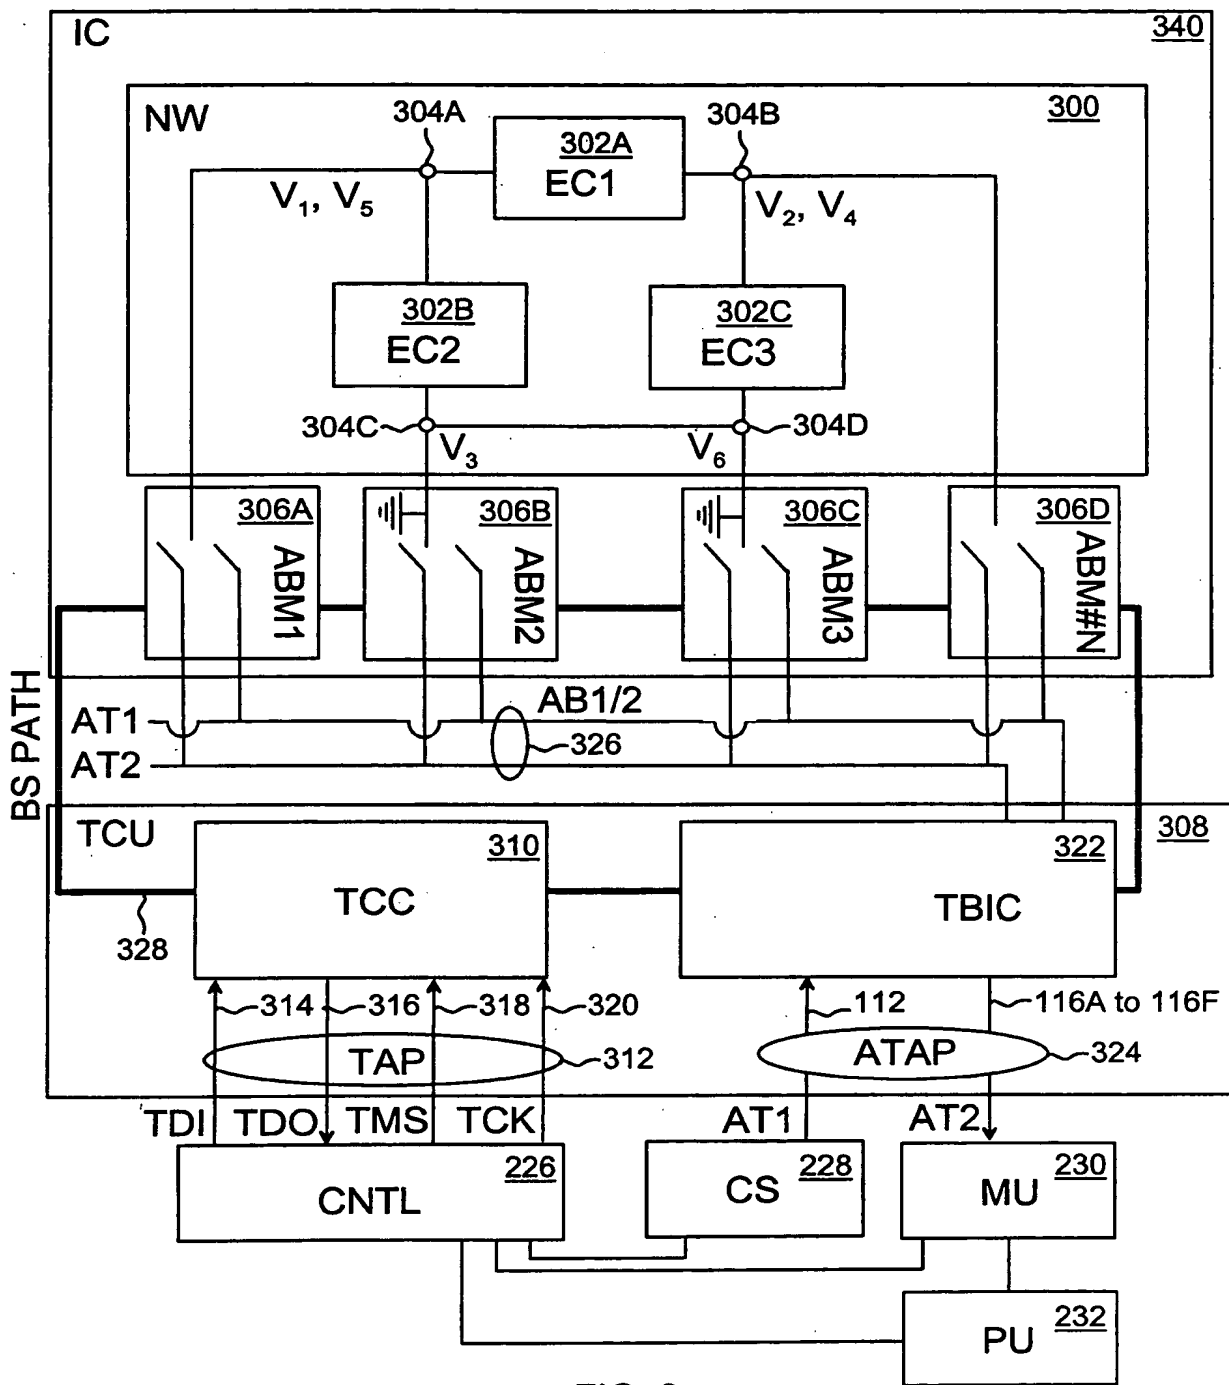 IC
340
NW
300
304A
304B
302A
EC1
V1, V5
V2, V4
302B
EC2
302C
EC3
304C
304D
V3
V6
306A
ABM1
306B
ABM2
306C
ABM3
306D
ABM#N
BS PATH
AB1/2
AT1
326
AT2
TCU
308
310
TCC
322
TBIC
328
314
316
318
320
112
116A to 116F
TAP
312
ATAP
324
TDI
TDO
TMS
TCK
AT1
AT2
226
CNTL
228
CS
230
MU
232
PU